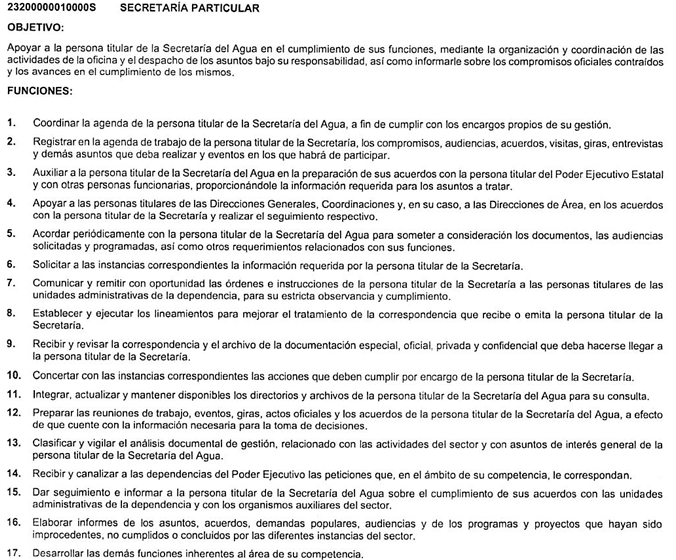 23200000010000S SECRETARÍA PARTICULAR
OBJETIVO:
Apoyar a la persona titular de la Secretaría del Agua en el cumplimiento de sus funciones, mediante la organización y coordinación de las
actividades de la oficina y el despacho de los asuntos bajo su responsabilidad, así como informarle sobre los compromisos oficiales contraídos
y los avances en el cumplimiento de los mismos.
FUNCIONES:
1. Coordinar la agenda de la persona titular de la Secretaría del Agua, a fin de cumplir con los encargos propios de su gestión.
2. Registrar en la agenda de trabajo de la persona titular de la Secretaría, los compromisos, audiencias, acuerdos, visitas, giras, entrevistas
y demás asuntos que deba realizar y eventos en los que habrá de participar.
3. Auxiliar a la persona titular de la Secretaría del Agua en la preparación de sus acuerdos con la persona titular del Poder Ejecutivo Estatal
y con otras personas funcionarias, proporcionándole la información requerida para los asuntos a tratar.
4. Apoyar a las personas titulares de las Direcciones Generales, Coordinaciones y, en su caso, a las Direcciones de Área, en los acuerdos
con la persona titular de la Secretaría y realizar el seguimiento respectivo.
5. Acordar periódicamente con la persona titular de la Secretaría del Agua para someter a consideración los documentos, las audiencias
solicitadas y programadas, así como otros requerimientos relacionados con sus funciones.
6. Solicitar a las instancias correspondientes la información requerida por la persona titular de la Secretaría.
7. Comunicar y remitir con oportunidad las órdenes e instrucciones de la persona titular de la Secretaría a las personas titulares de las
unidades administrativas de la dependencia, para su estricta observancia y cumplimiento.
8. Establecer y ejecutar los lineamientos para mejorar el tratamiento de la correspondencia que recibe o emita la persona titular de la
Secretaría.
9. Recibir y revisar la correspondencia y el archivo de la documentación especial, oficial, privada y confidencial que deba hacerse llegar a
la persona titular de la Secretaría.
10. Concertar con las instancias correspondientes las acciones que deben cumplir por encargo de la persona titular de la Secretaría.
11. Integrar, actualizar y mantener disponibles los directorios y archivos de la persona titular de la Secretaría del Agua para su consulta.
12. Preparar las reuniones de trabajo, eventos, giras, actos oficiales y los acuerdos de la persona titular de la Secretaría del Agua, a efecto
de que cuente con la información necesaria para la toma de decisiones.
13. Clasificar y vigilar el análisis documental de gestión, relacionado con las actividades del sector y con asuntos de interés general de la
persona titular de la Secretaría del Agua.
14. Recibir y canalizar a las dependencias del Poder Ejecutivo las peticiones que, en el ámbito de su competencia, le correspondan.
15. Dar seguimiento e informar a la persona titular de la Secretaría del Agua sobre el cumplimiento de sus acuerdos con las unidades
administrativas de la dependencia y con los organismos auxiliares del sector.
16. Elaborar informes de los asuntos, acuerdos, demandas populares, audiencias y de los programas y proyectos que hayan sido
improcedentes, no cumplidos o concluidos por las diferentes instancias del sector.
17. Desarrollar las demás funciones inherentes al área de su competencia.